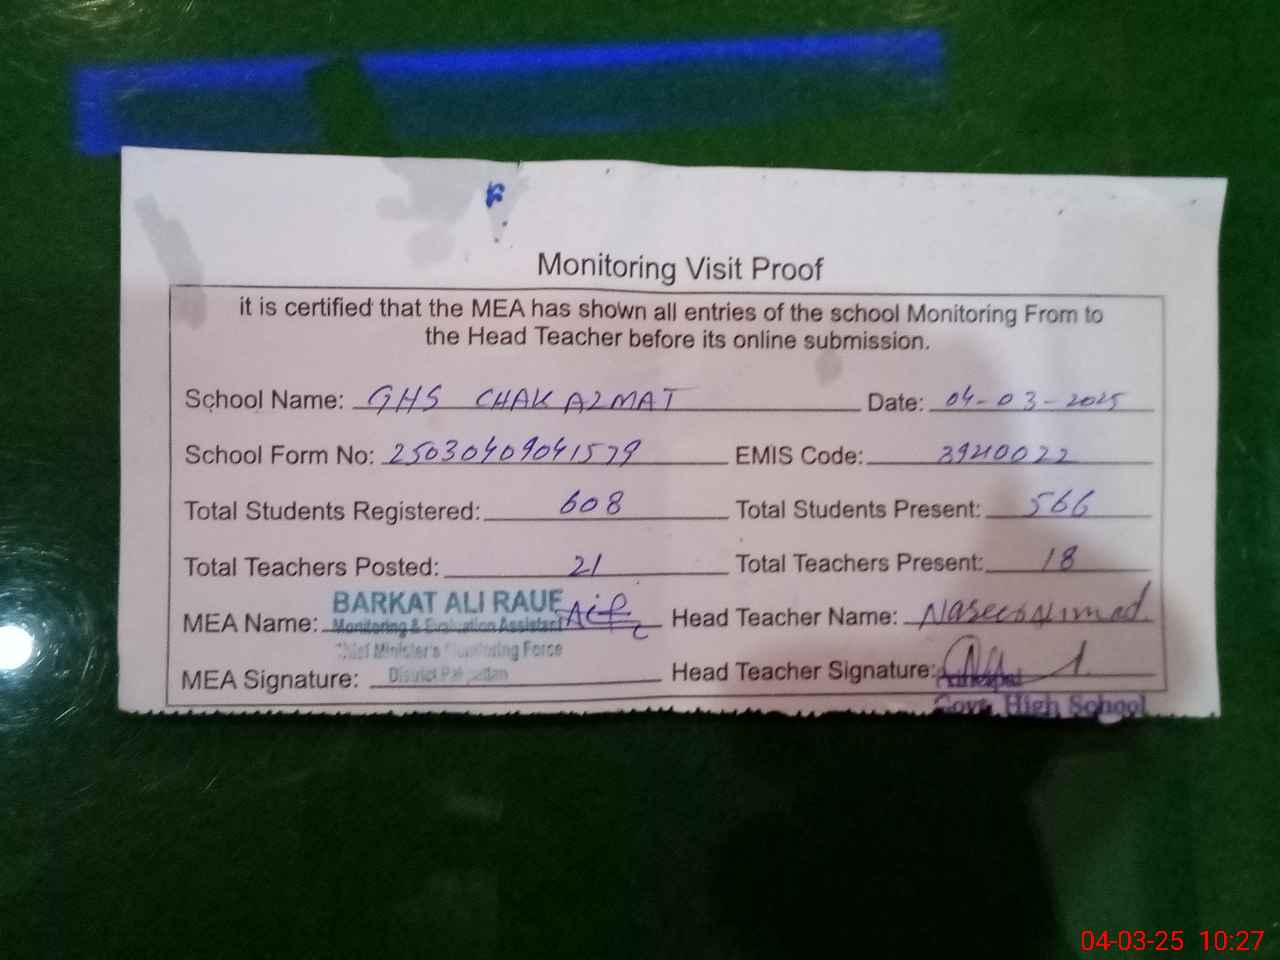 Monitoring Visit Proof
it is certified that the MEA has shown all entries of the school Monitoring From to
the Head Teacher before its online submission.
School Name: GHS CHAK AZMAT Date: 04-03-2025
School Form No: 25030409041579 EMIS Code: 39410022
Total Students Registered: 608 Total Students Present: 566
Total Teachers Posted: 21 Total Teachers Present: 18
BARKAT ALI RAUF
MEA Name: Head Teacher Name:
Monitoring & Evaluation Assistant
Chief Minister's Monitoring Force
MEA Signature: Head Teacher Signature:
District
Principal
Govt. High School
04-03-25 10:27